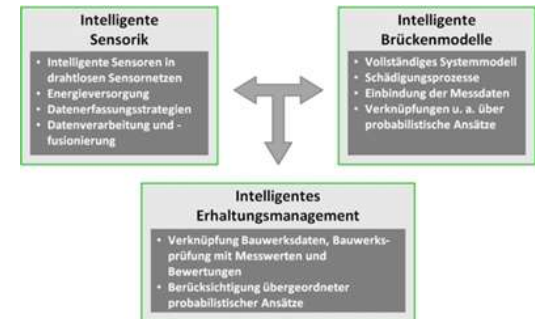 Intelligente
Sensorik
• Intelligente Sensoren in
drahtlosen Sensornetzen
• Energieversorgung
• Datenerfassungsstrategien
• Datenverarbeitung und -
fusionierung
Intelligente
Brückenmodelle
• Vollständiges Systemmodell
• Schädigungsprozesse
• Einbindung der Messdaten
• Verknüpfungen u. a. über
probabilistische Ansätze
Intelligentes
Erhaltungsmanagement
• Verknüpfung Bauwerksdaten, Bauwerks-
prüfung mit Messwerten und
Bewertungen
• Berücksichtigung übergeordneter
probabilistischer Ansätze